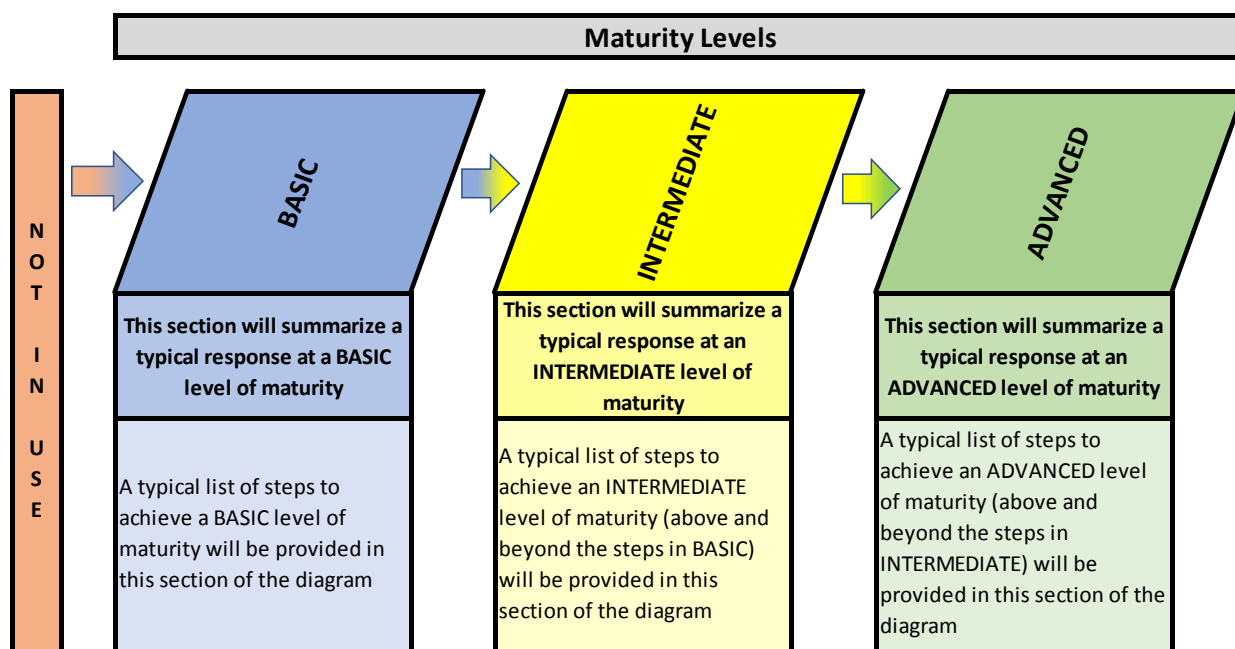 Maturity Levels
NOT IN USE
BASIC
INTERMEDIATE
ADVANCED
This section will summarize a
typical response at a BASIC
level of maturity
This section will summarize a
typical response at an
INTERMEDIATE level of
maturity
This section will summarize a
typical response at an
ADVANCED level of maturity
A typical list of steps to
achieve a BASIC level of
maturity will be provided in
this section of the diagram
A typical list of steps to
achieve an INTERMEDIATE
level of maturity (above and
beyond the steps in BASIC)
will be provided in this
section of the diagram
A typical list of steps to
achieve an ADVANCED level
of maturity (above and
beyond the steps in
INTERMEDIATE) will be
provided in this section of the
diagram